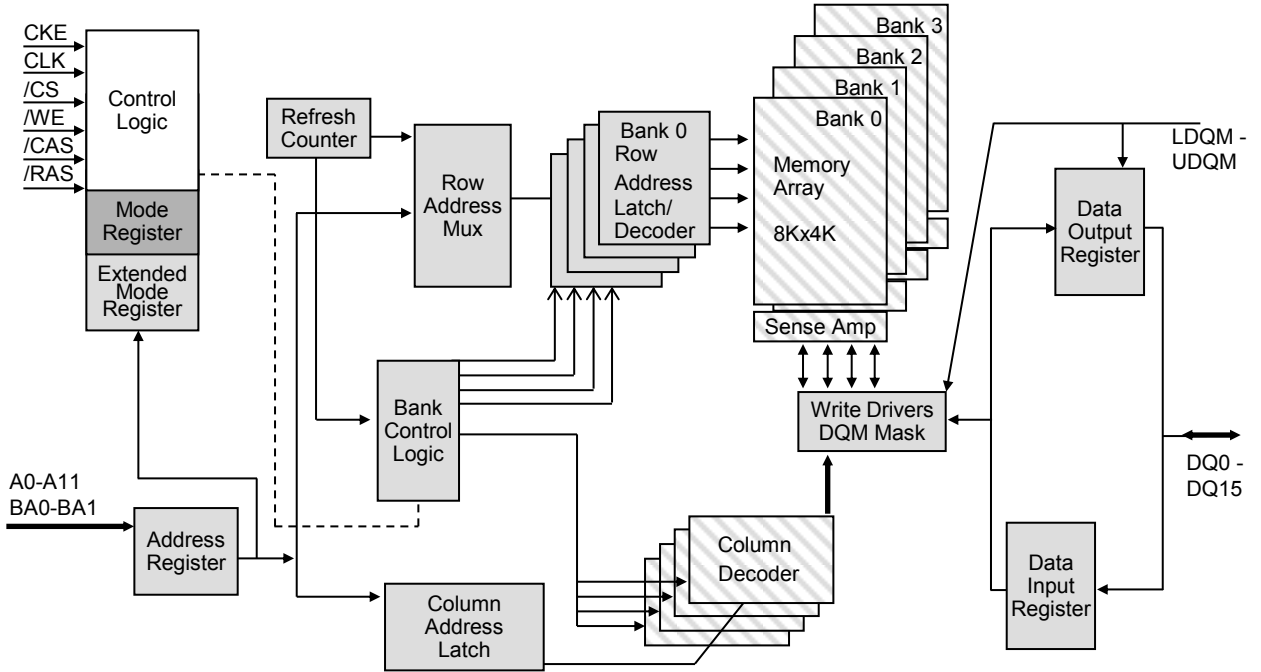 CKE
CLK
/CS
/WE
/CAS
/RAS
Control
Logic
Mode
Register
Extended
Mode
Register
A0-A11
BA0-BA1
Address
Register
Refresh
Counter
Row
Address
Mux
Bank
Control
Logic
Column
Address
Latch
Bank 0
Row
Address
Latch/
Decoder
Bank 3
Bank 2
Bank 1
Bank 0
Memory
Array
8Kx4K
Sense Amp
Write Drivers
DQM Mask
Column
Decoder
LDQM -
UDQM
Data
Output
Register
DQ0 -
DQ15
Data
Input
Register